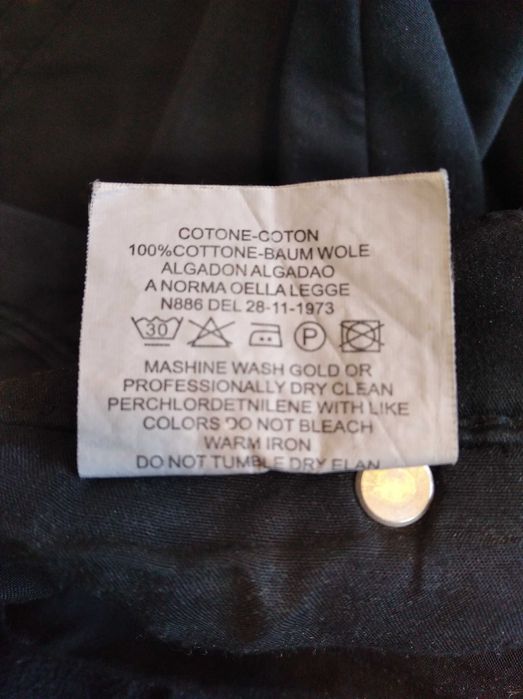 COTONE-COTON
100%COTTONE-BAUM WOLE
ALGADON ALGADAO
A NORMA OELLA LEGGE
N886 DEL 28-11-1973
30 P
MASHINE WASH GOLD OR
PROFESSIONALLY DRY CLEAN
PERCHLORDETNILENE WITH LIKE
COLORS DO NOT BLEACH
WARM IRON
DO NOT TUMBLE DRY ELAN